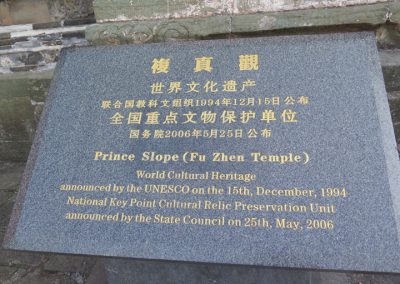 複真觀
世界文化遗产
联合国教科文组织1994年12月15日公布
全国重点文物保护单位
国务院2006年5月25日公布
Prince Slope (Fu Zhen Temple)
World Cultural Heritage
announced by the UNESCO on the 15th, December, 1994
National Key Point Cultural Relic Preservation Unit
announced by the State Council on 25th, May, 2006